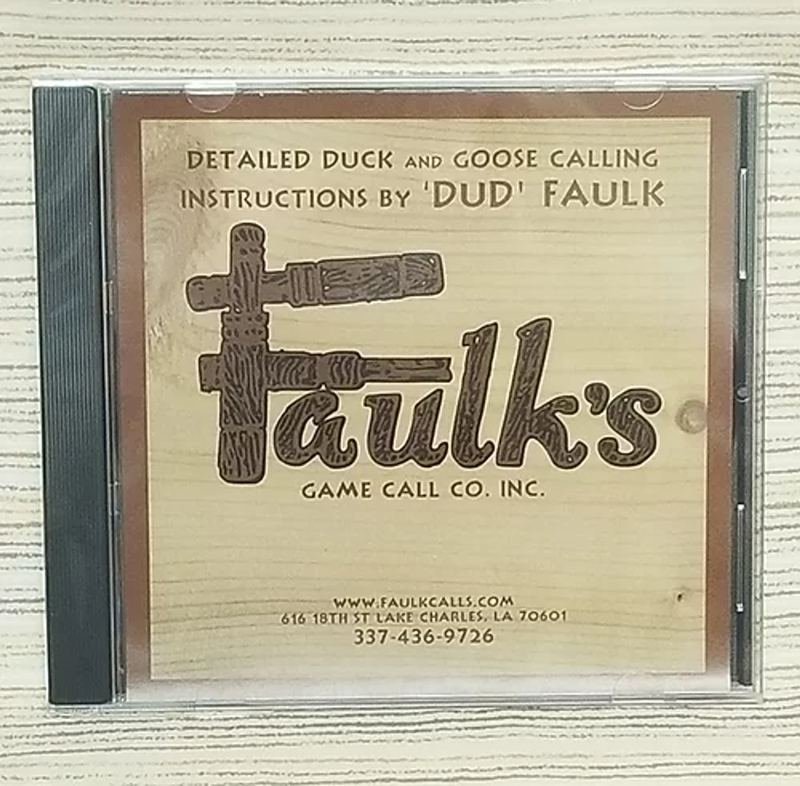 DETAILED DUCK AND GOOSE CALLING
INSTRUCTIONS BY 'DUD' FAULK
Faulk's
GAME CALL CO. INC.
WWW.FAULKCALLS.COM
616 18TH ST LAKE CHARLES, LA 70601
337-436-9726